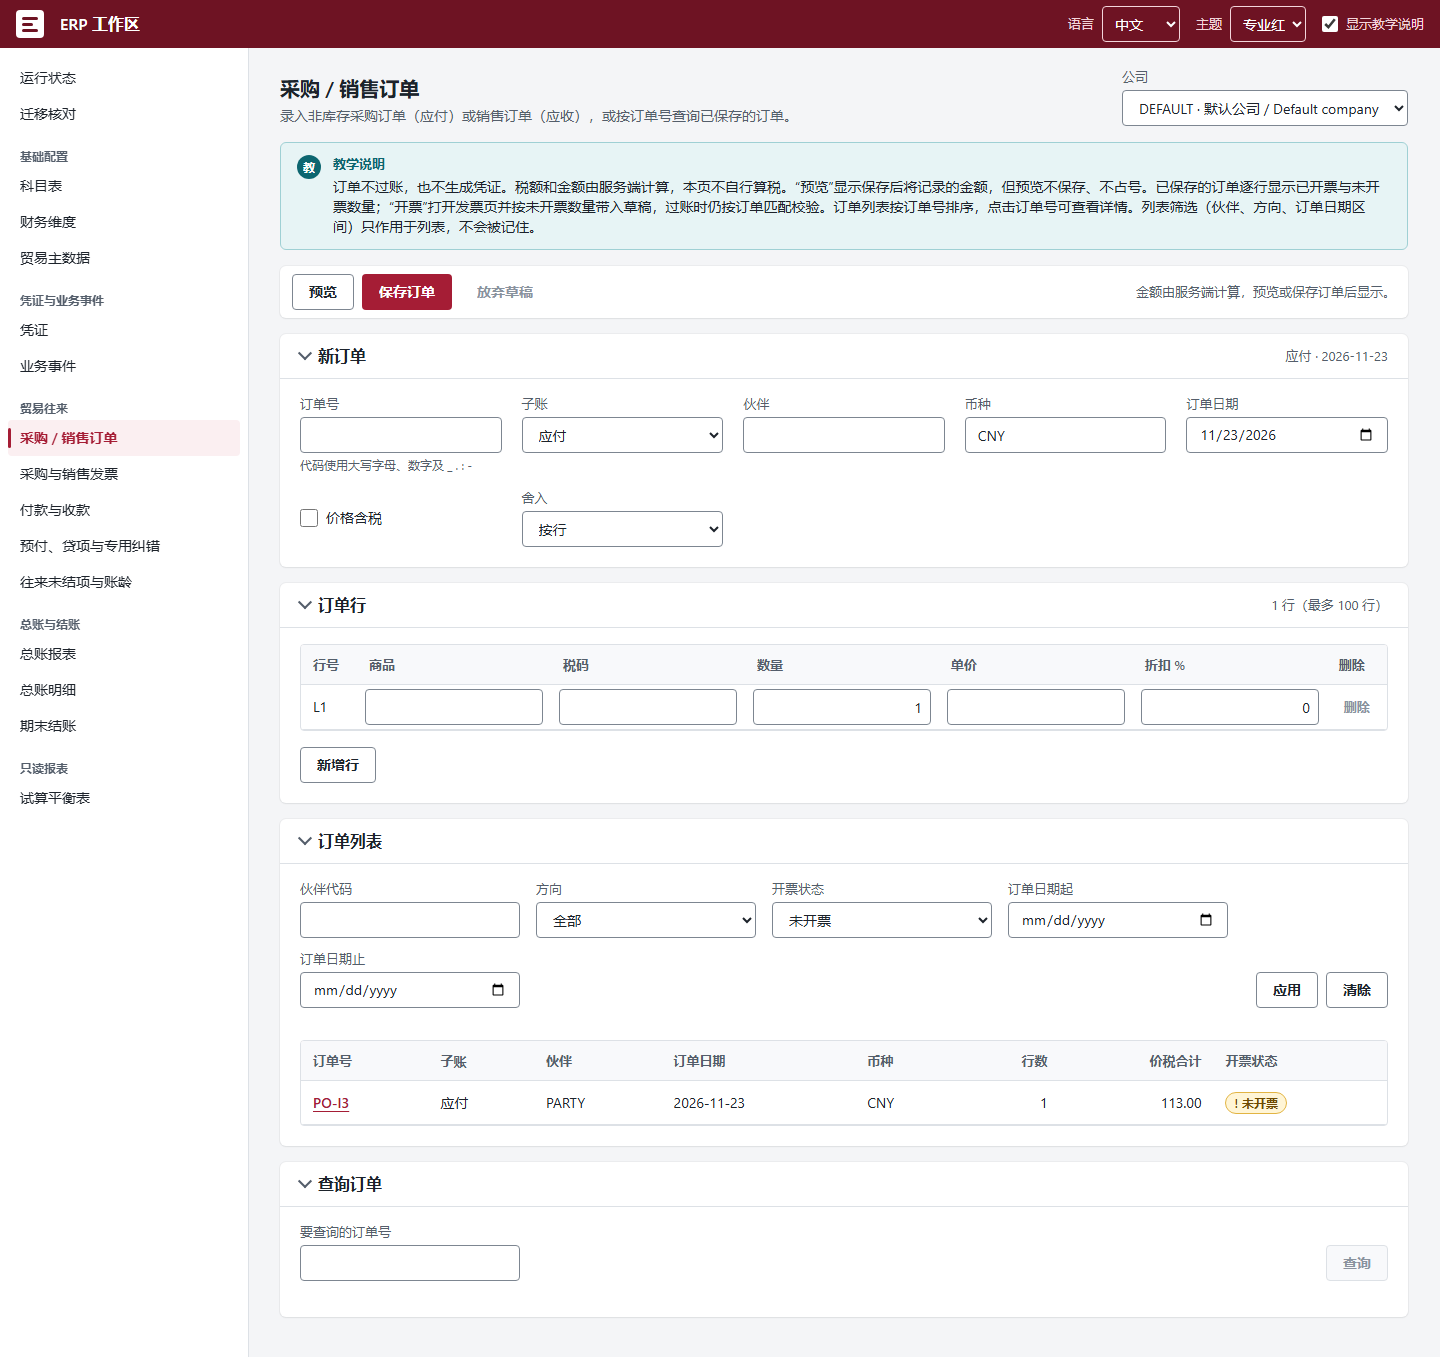 ERP 工作区
语言 中文 主题 专业红 显示教学说明
运行状态
迁移核对
基础配置
科目表
财务维度
贸易主数据
凭证与业务事件
凭证
业务事件
贸易往来
采购 / 销售订单
采购与销售发票
付款与收款
预付、贷项与专用纠错
往来未结项与账龄
总账与结账
总账报表
总账明细
期末结账
只读报表
试算平衡表
采购 / 销售订单
录入非库存采购订单（应付）或销售订单（应收），或按订单号查询已保存的订单。
公司
DEFAULT · 默认公司 / Default company
教 教学说明
订单不过账，也不生成凭证。税额和金额由服务端计算，本页不自行算税。“预览”显示保存后将记录的金额，但预览不保存、不占号。已保存的订单逐行显示已开票与未开
票数量；“开票”打开发票页并按未开票数量带入草稿，过账时仍按订单匹配校验。订单列表按订单号排序，点击订单号可查看详情。列表筛选（伙伴、方向、订单日期区
间）只作用于列表，不会被记住。
预览 保存订单 放弃草稿 金额由服务端计算，预览或保存订单后显示。
新订单 应付 · 2026-11-23
订单号 子账 伙伴 币种 订单日期
应付 CNY 11/23/2026
代码使用大写字母、数字及 _ . : -
舍入
价格含税 按行
订单行 1 行（最多 100 行）
行号 商品 税码 数量 单价 折扣 % 删除
L1 1 0 删除
新增行
订单列表
伙伴代码 方向 开票状态 订单日期起
全部 未开票 mm/dd/yyyy
订单日期止
mm/dd/yyyy 应用 清除
订单号 子账 伙伴 订单日期 币种 行数 价税合计 开票状态
PO-I3 应付 PARTY 2026-11-23 CNY 1 113.00 ! 未开票
查询订单
要查询的订单号
查询